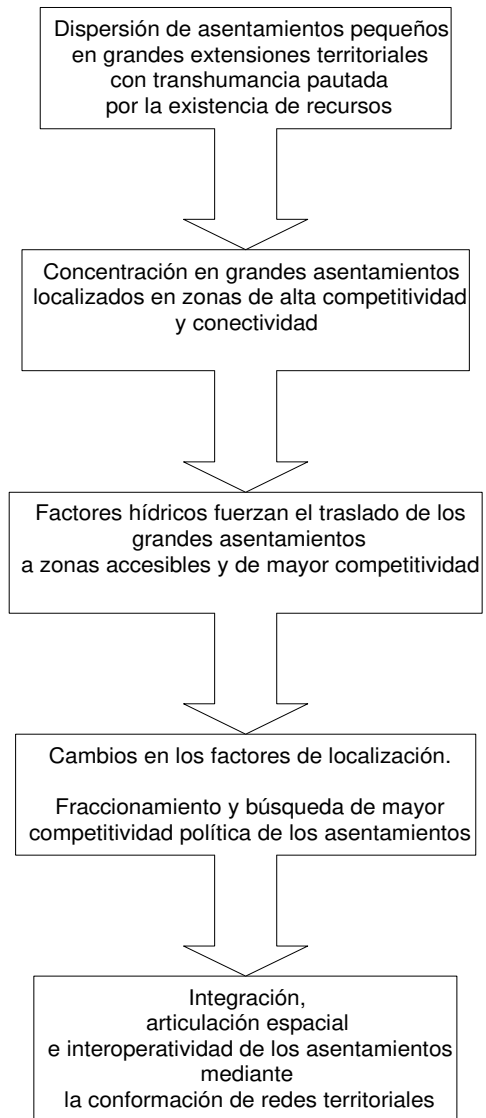 Dispersión de asentamientos pequeños
en grandes extensiones territoriales
con transhumancia pautada
por la existencia de recursos
Concentración en grandes asentamientos
localizados en zonas de alta competitividad
y conectividad
Factores hídricos fuerzan el traslado de los
grandes asentamientos
a zonas accesibles y de mayor competitividad
Cambios en los factores de localización.
Fraccionamiento y búsqueda de mayor
competitividad política de los asentamientos
Integración,
articulación espacial
e interoperatividad de los asentamientos
mediante
la conformación de redes territoriales